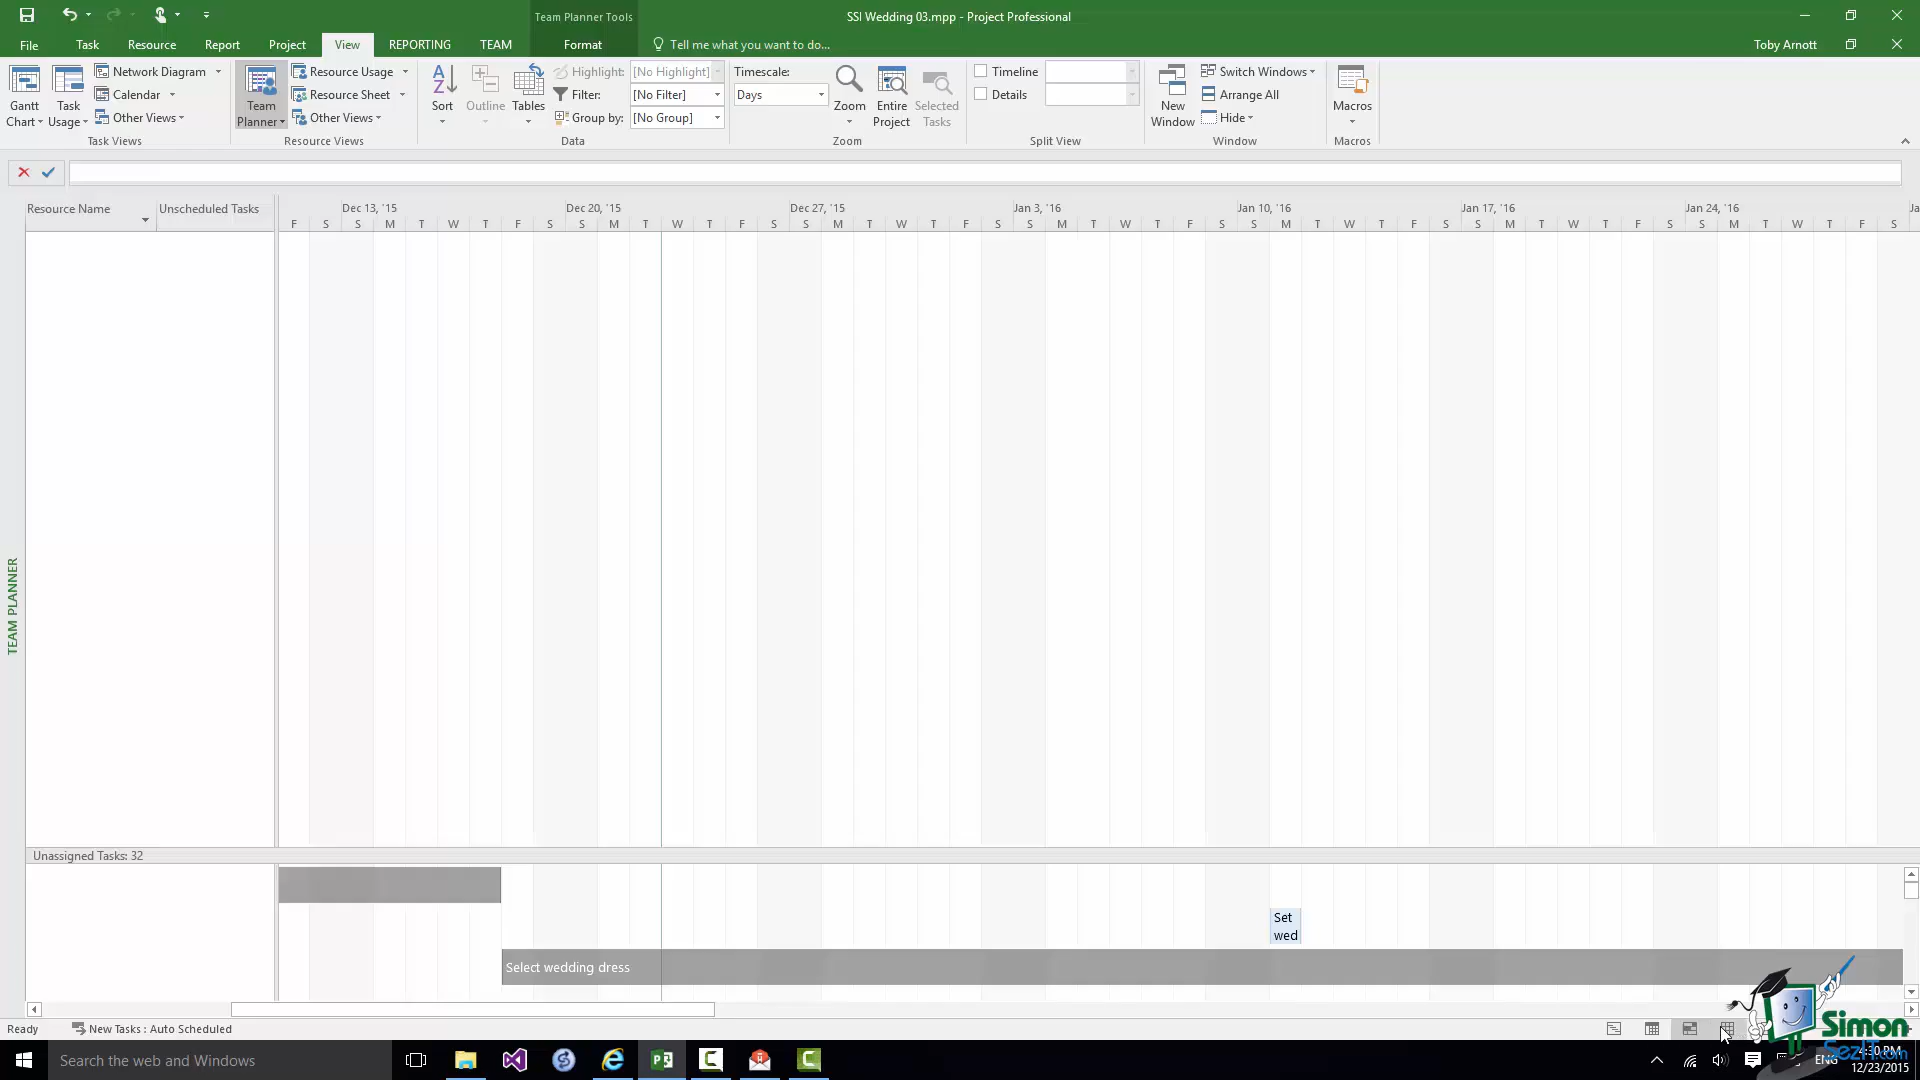 Team Planner Tools
SSI Wedding 03.mpp - Project Professional
File Task Resource Report Project View REPORTING TEAM Format Tell me what you want to do... Toby Arnott
Gantt Chart
Task Usage
Network Diagram
Calendar
Other Views
Task Views
Team Planner
Resource Usage
Resource Sheet
Other Views
Resource Views
Sort
Outline
Tables
Highlight: [No Highlight]
Filter: [No Filter]
Group by: [No Group]
Data
Timescale:
Days
Zoom
Entire Project
Selected Tasks
Zoom
Timeline
Details
Split View
New Window
Switch Windows
Arrange All
Hide
Window
Macros
Macros
Resource Name Unscheduled Tasks
Dec 13, '15 Dec 20, '15 Dec 27, '15 Jan 3, '16 Jan 10, '16 Jan 17, '16 Jan 24, '16 Ja
F S S M T W T F S S M T W T F S S M T W T F S S M T W T F S S M T W T F S S M T W T F S S M T W T F S
TEAM PLANNER
Unassigned Tasks: 32
Set
wed
Select wedding dress
Ready New Tasks : Auto Scheduled
Simon
SezIT.com
Search the web and Windows
ENG
4:30 PM
12/23/2015